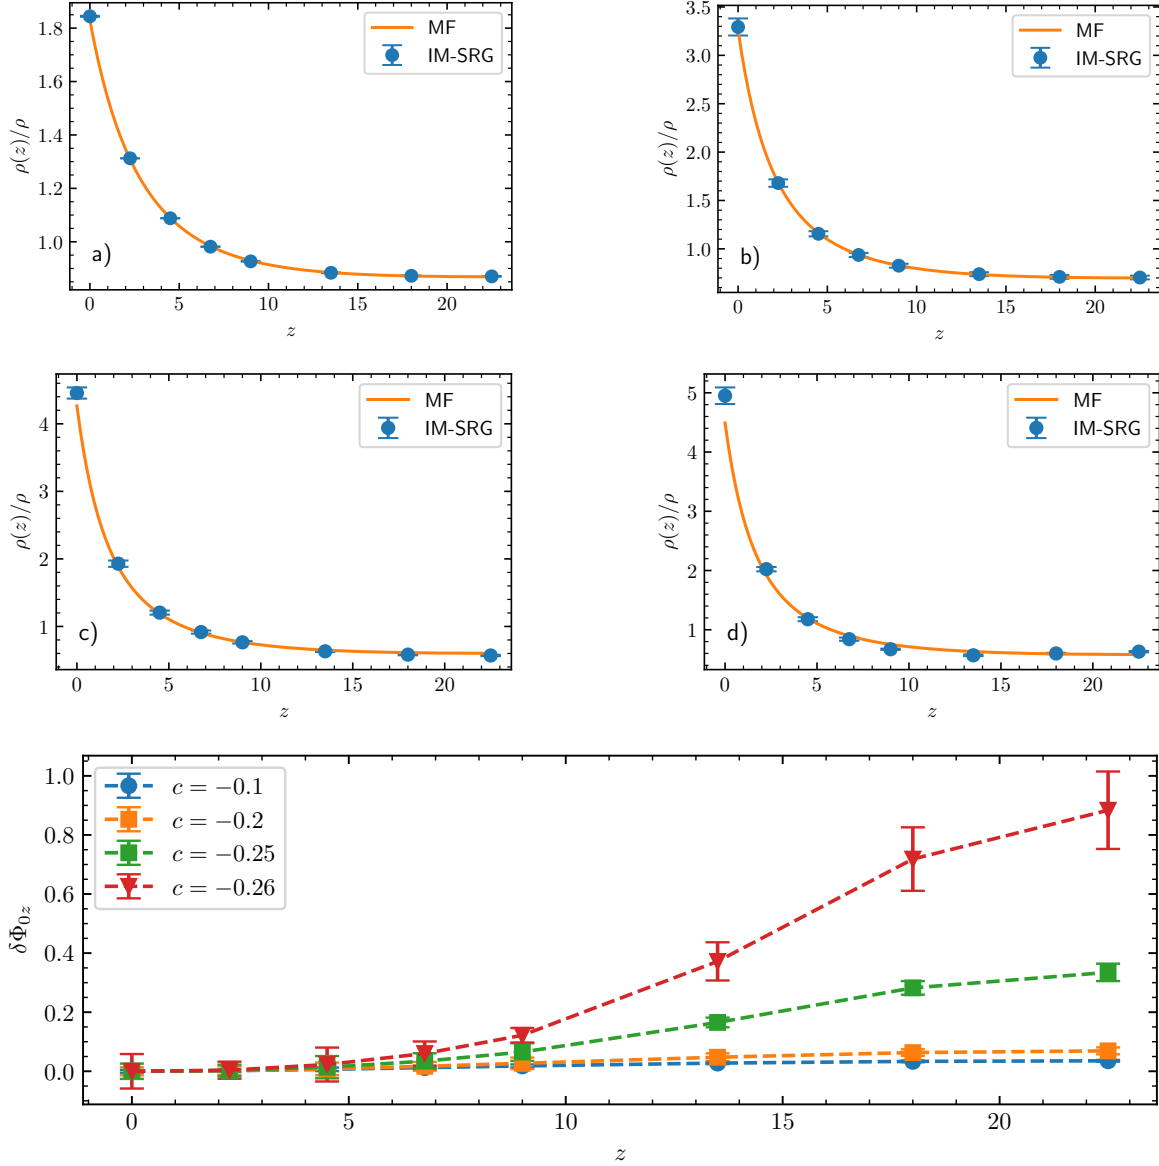 1.8
1.6
1.4
1.2
1.0
ρ(z)/ρ
MF
IM-SRG
a)
0 5 10 15 20
z
3.5
3.0
2.5
2.0
1.5
1.0
ρ(z)/ρ
MF
IM-SRG
b)
0 5 10 15 20
z
4
3
2
1
ρ(z)/ρ
MF
IM-SRG
c)
0 5 10 15 20
z
5
4
3
2
1
ρ(z)/ρ
MF
IM-SRG
d)
0 5 10 15 20
z
1.0
0.8
0.6
0.4
0.2
0.0
δΦ₀z
c = −0.1
c = −0.2
c = −0.25
c = −0.26
0 5 10 15 20
z